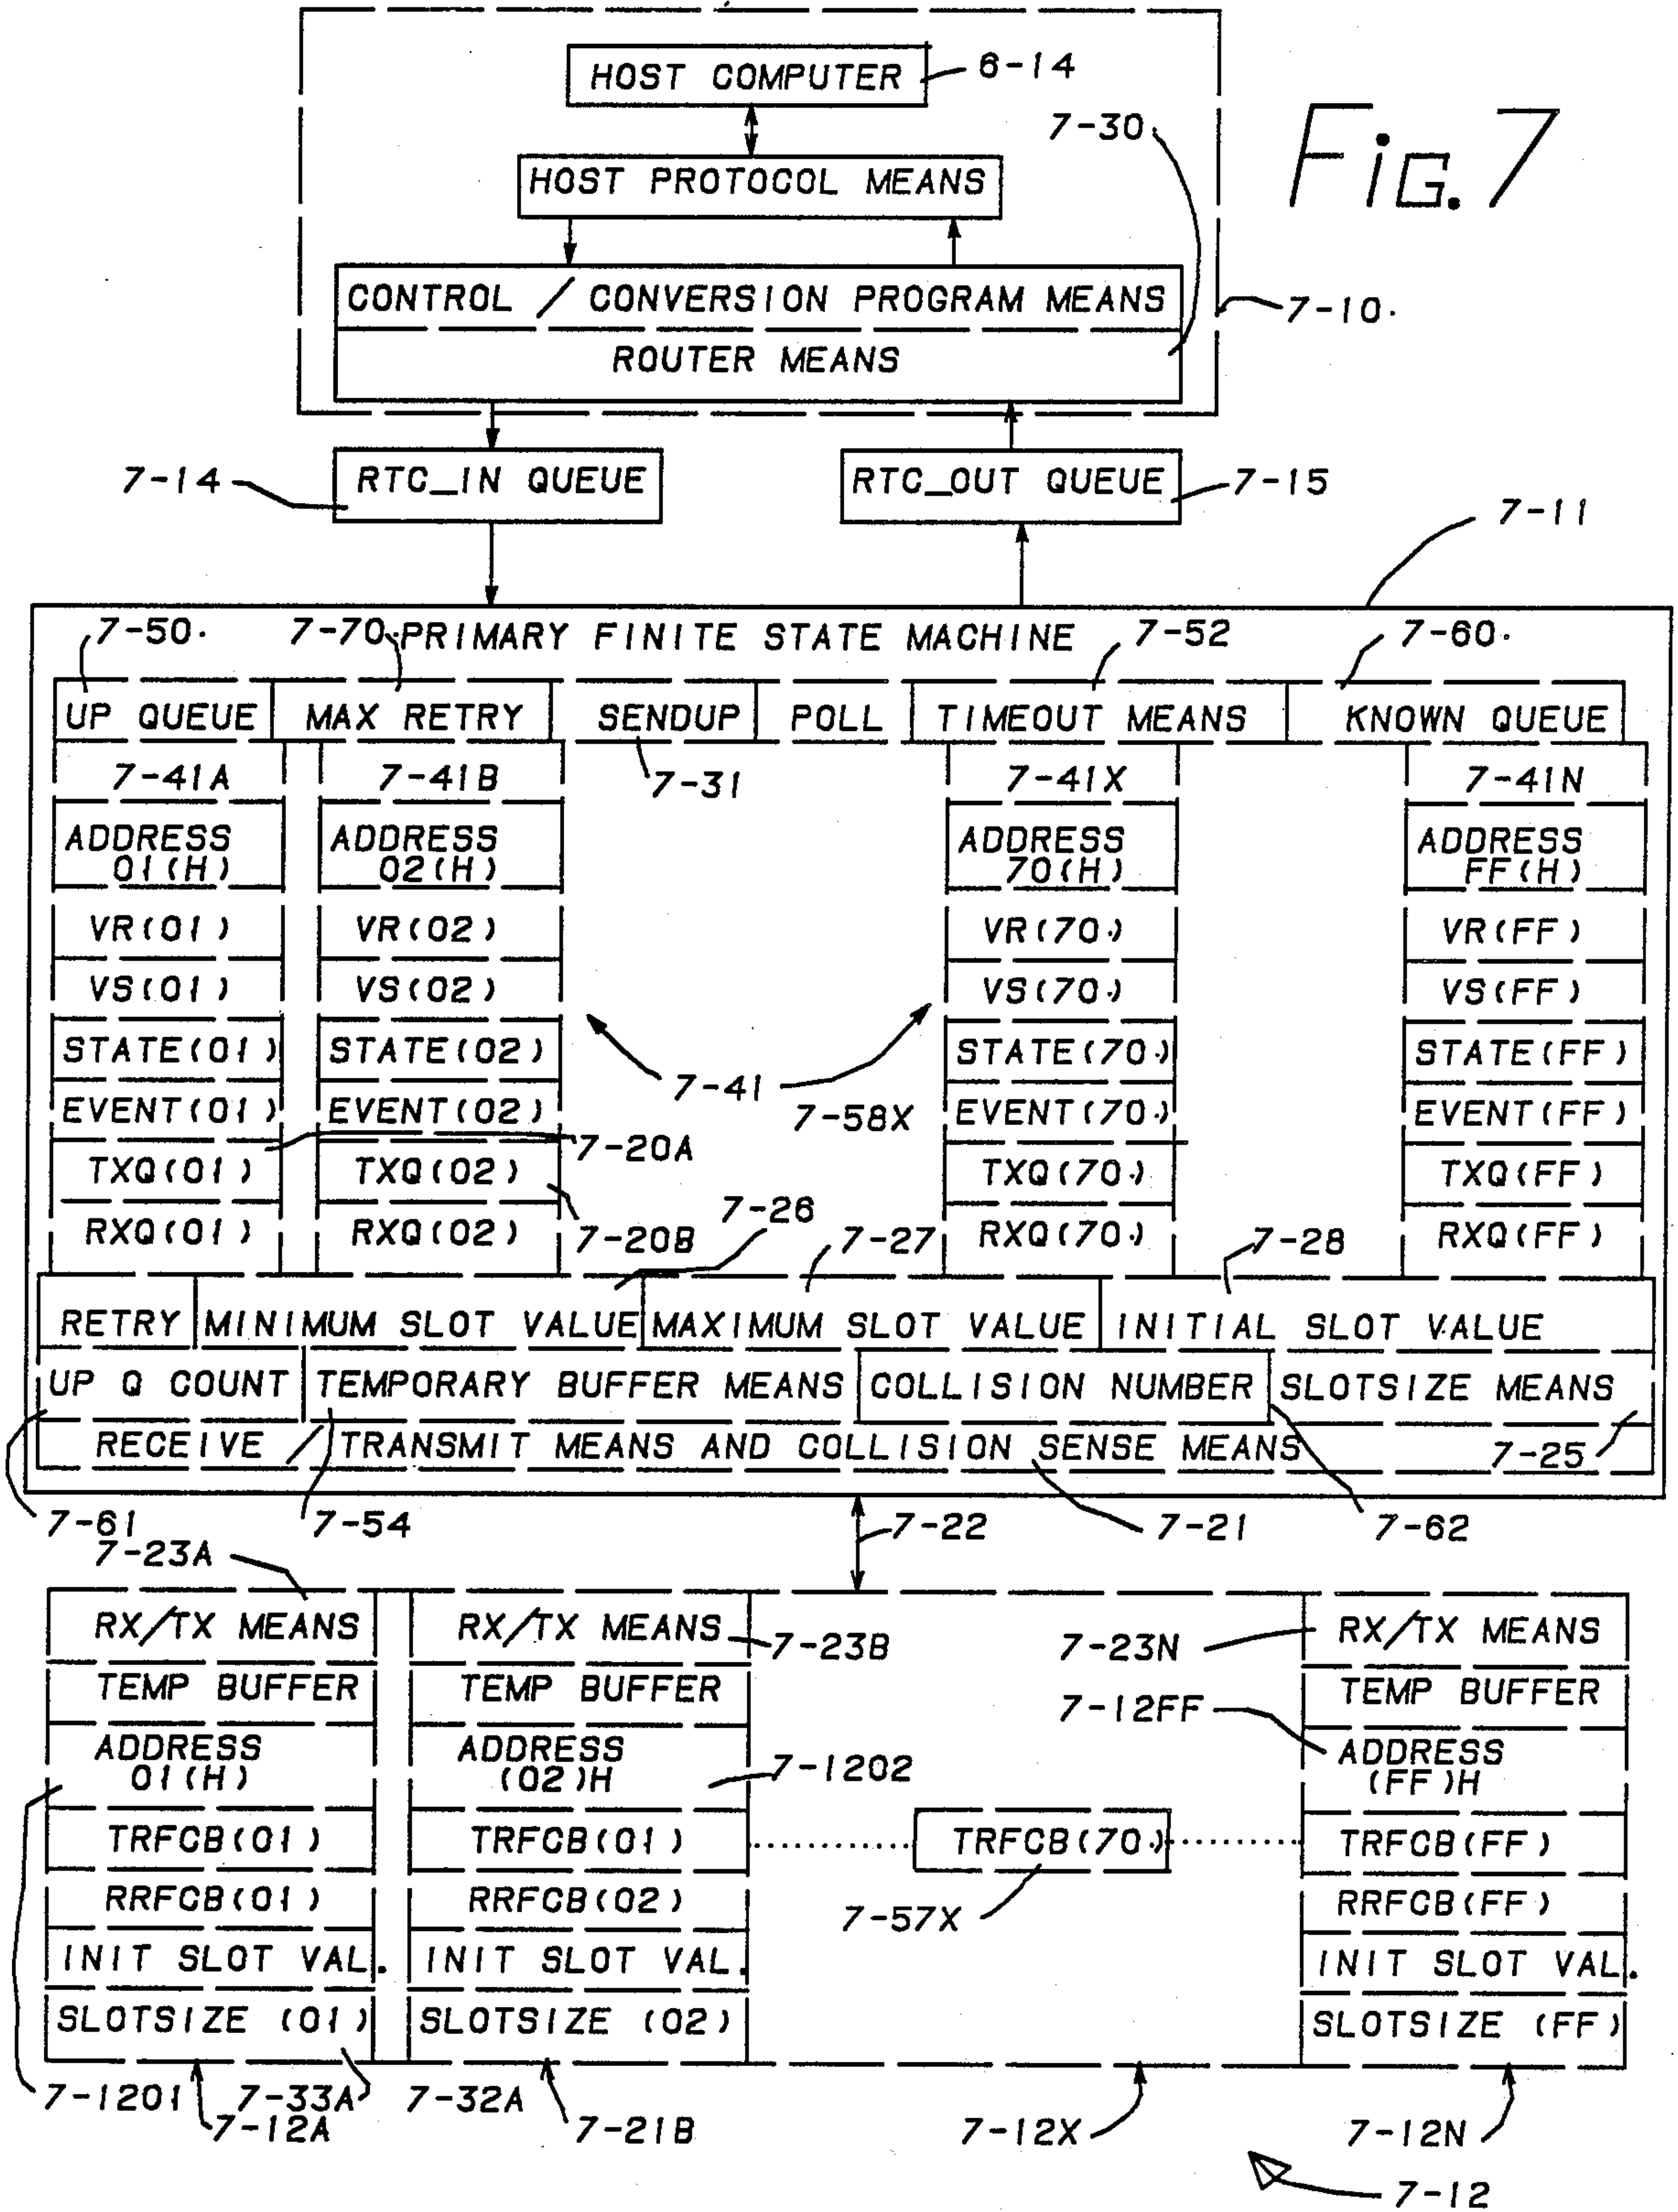 HOST COMPUTER
6-14
Fig. 7
7-30.
HOST PROTOCOL MEANS
CONTROL / CONVERSION PROGRAM MEANS
7-10.
ROUTER MEANS
7-14
RTC_IN QUEUE
RTC_OUT QUEUE
7-15
7-11
7-50.
7-70.
PRIMARY FINITE STATE MACHINE
7-52
7-60.
UP QUEUE
MAX RETRY
SENDUP
POLL
TIMEOUT MEANS
KNOWN QUEUE
7-41A
7-41B
7-31
7-41X
7-41N
ADDRESS
01(H)
ADDRESS
02(H)
ADDRESS
70(H)
ADDRESS
FF(H)
VR(01)
VR(02)
VR(70.)
VR(FF)
VS(01)
VS(02)
VS(70.)
VS(FF)
STATE(01)
STATE(02)
STATE(70.)
STATE(FF)
7-41
EVENT(01)
EVENT(02)
7-58X
EVENT(70.)
EVENT(FF)
7-20A
TXQ(01)
TXQ(02)
TXQ(70.)
TXQ(FF)
7-26
RXQ(01)
RXQ(02)
7-20B
7-27
RXQ(70.)
7-28
RXQ(FF)
RETRY
MINIMUM SLOT VALUE
MAXIMUM SLOT VALUE
INITIAL SLOT VALUE
UP Q COUNT
TEMPORARY BUFFER MEANS
COLLISION NUMBER
SLOTSIZE MEANS
RECEIVE / TRANSMIT MEANS AND COLLISION SENSE MEANS
7-25
7-61
7-54
7-22
7-21
7-62
7-23A
RX/TX MEANS
RX/TX MEANS
7-23B
7-23N
RX/TX MEANS
TEMP BUFFER
TEMP BUFFER
TEMP BUFFER
7-12FF
ADDRESS
01(H)
ADDRESS
(02)H
7-1202
ADDRESS
(FF)H
TRFCB(01)
TRFCB(01)
TRFCB(70.)
TRFCB(FF)
RRFCB(01)
RRFCB(02)
7-57X
RRFCB(FF)
INIT SLOT VAL.
INIT SLOT VAL.
INIT SLOT VAL.
SLOTSIZE (01)
SLOTSIZE (02)
SLOTSIZE (FF)
7-1201
7-33A
7-32A
7-12A
7-21B
7-12X
7-12N
7-12